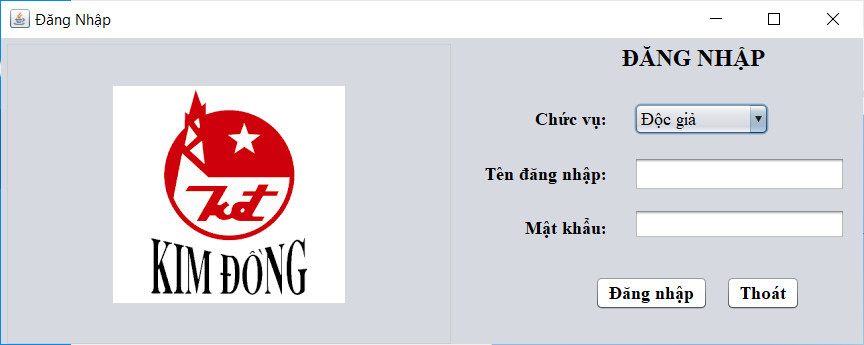 Đăng Nhập
kđ
KIM ĐỒNG
ĐĂNG NHẬP
Chức vụ: Độc giả
Tên đăng nhập:
Mật khẩu:
Đăng nhập Thoát